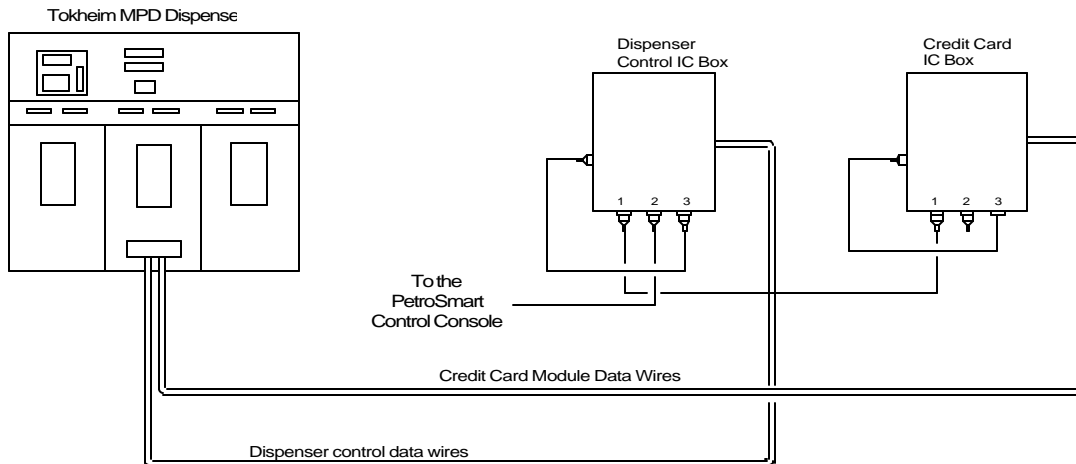 Tokheim MPD Dispense
Dispenser
Control IC Box
Credit Card
IC Box
1 2 3
1 2 3
To the
PetroSmart
Control Console
Credit Card Module Data Wires
Dispenser control data wires